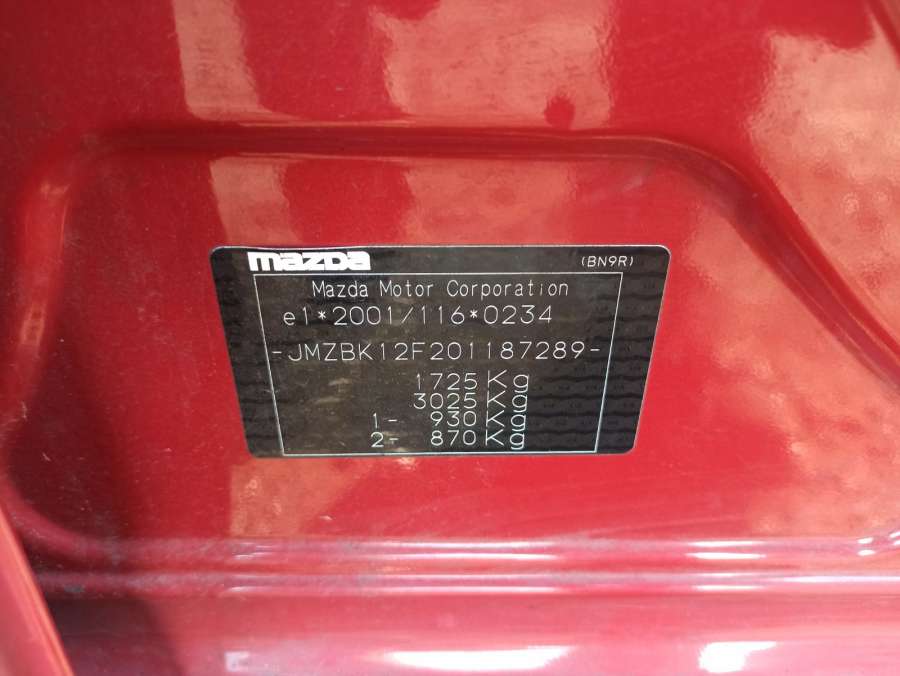 mazda
(BN9R)
Mazda Motor Corporation
e1*2001/116*0234
-JMZBK12F201187289-
1725 Kg
3025 Kg
1- 930 Kg
2- 870 Kg